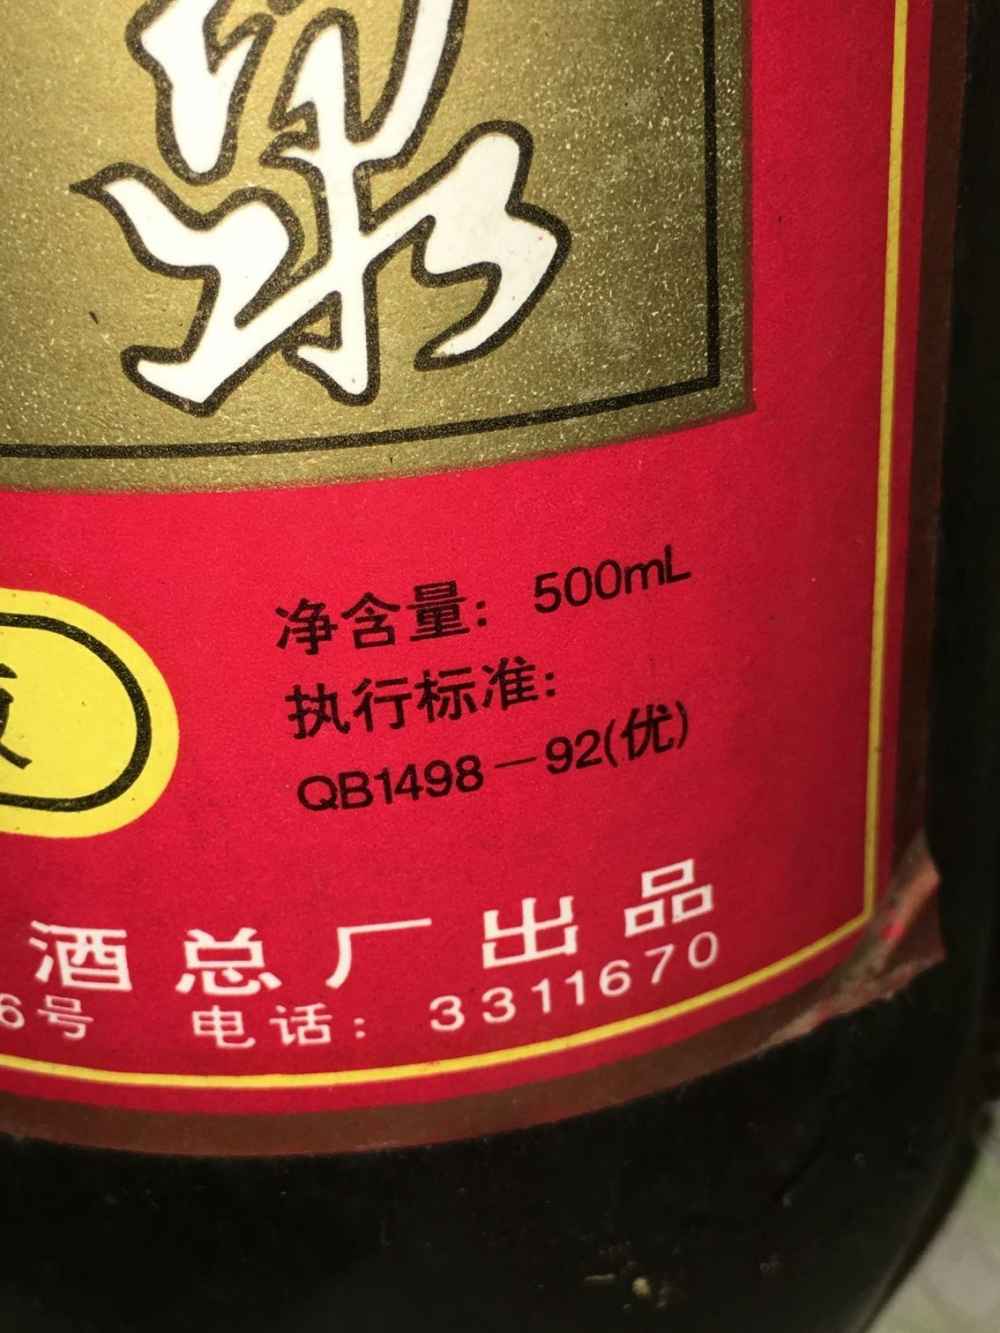 泉
净含量: 500mL
执行标准:
QB1498-92(优)
酒总厂出品
6号 电话: 3311670